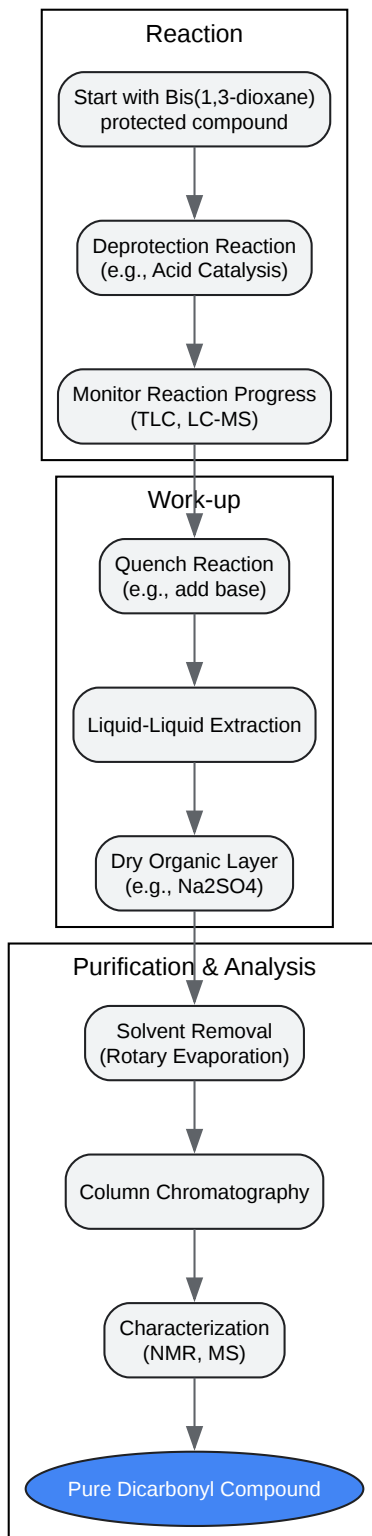 Reaction
Start with Bis(1,3-dioxane)
protected compound
Deprotection Reaction
(e.g., Acid Catalysis)
Monitor Reaction Progress
(TLC, LC-MS)
Work-up
Quench Reaction
(e.g., add base)
Liquid-Liquid Extraction
Dry Organic Layer
(e.g., Na2SO4)
Purification & Analysis
Solvent Removal
(Rotary Evaporation)
Column Chromatography
Characterization
(NMR, MS)
Pure Dicarbonyl Compound